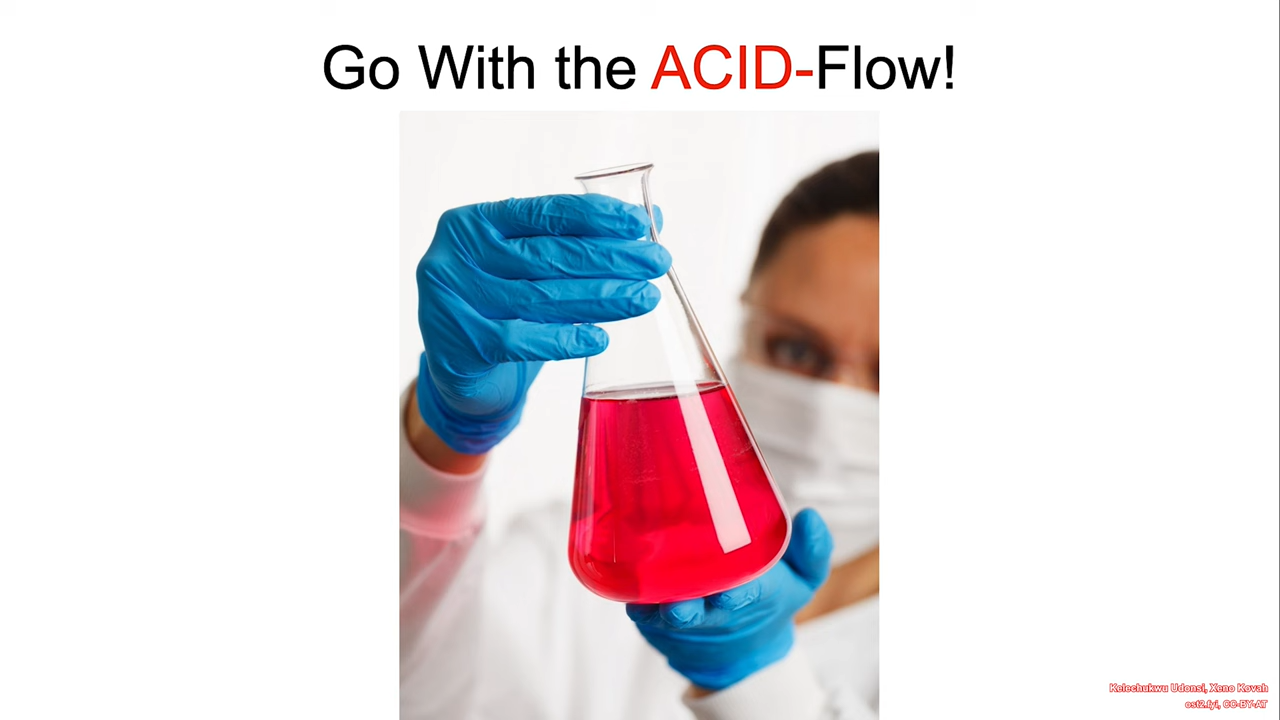 Go With the ACID-Flow!
Kelechukwu Udonsi, Xeno Kovah
ost2.fyi, CC-BY-AT